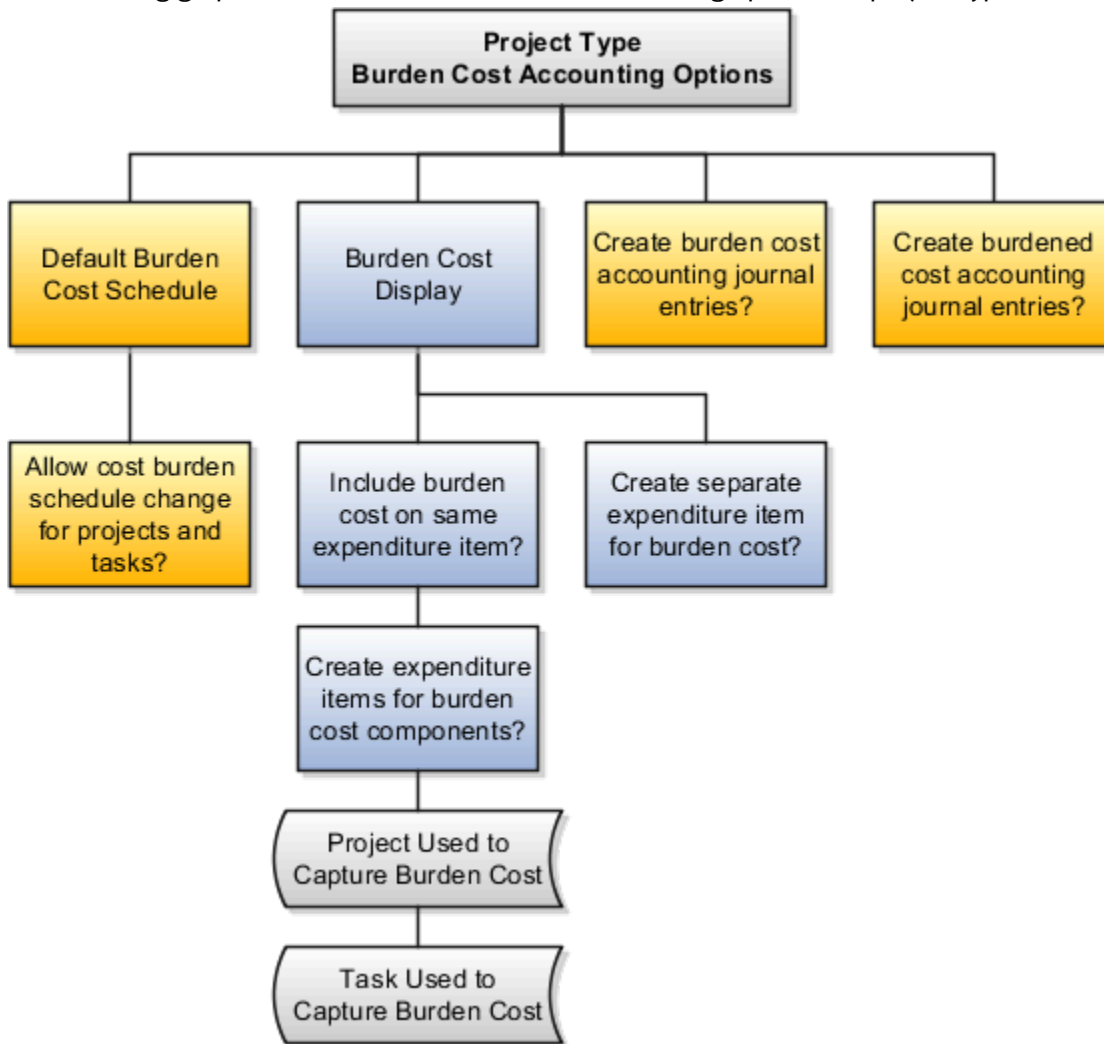 Project Type
Burden Cost Accounting Options
Default Burden
Cost Schedule
Burden Cost
Display
Create burden cost
accounting journal
entries?
Create burdened
cost accounting
journal entries?
Allow cost burden
schedule change
for projects and
tasks?
Include burden
cost on same
expenditure item?
Create separate
expenditure item
for burden cost?
Create expenditure
items for burden
cost components?
Project Used to
Capture Burden Cost
Task Used to
Capture Burden Cost